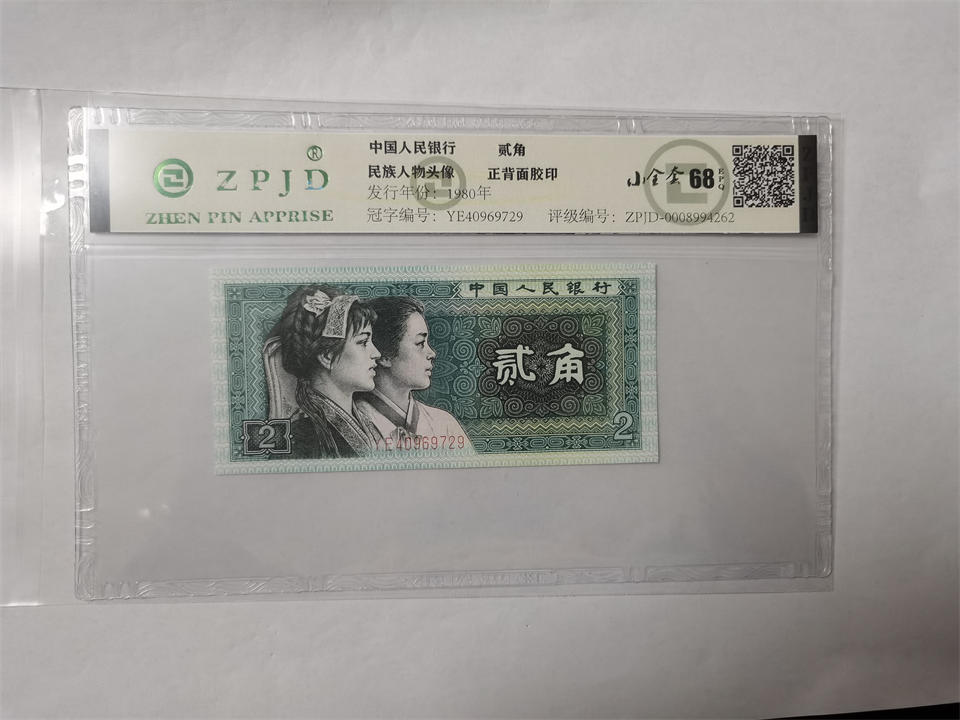 ZPJD®
ZHEN PIN APPRISE
中国人民银行 贰角
民族人物头像 正背面胶印
发行年份：1980年
冠字编号：YE40969729 评级编号：ZPJD-0008994262
小全套 68 EPQ
中国人民银行
贰角
2
YE40969729
2